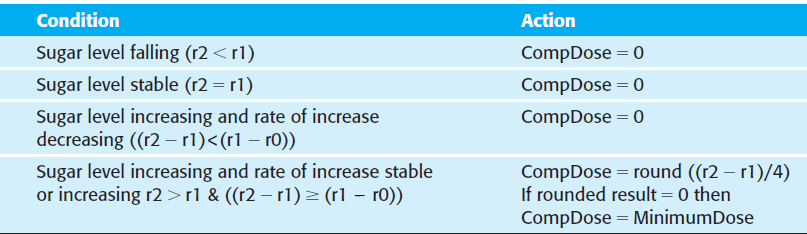 Condition Action
Sugar level falling (r2 < r1) CompDose = 0
Sugar level stable (r2 = r1) CompDose = 0
Sugar level increasing and rate of increase CompDose = 0
decreasing ((r2 – r1)<(r1 – r0))
Sugar level increasing and rate of increase stable CompDose = round ((r2 – r1)/4)
or increasing r2 > r1 & ((r2 – r1) ≥ (r1 – r0)) If rounded result = 0 then
CompDose = MinimumDose